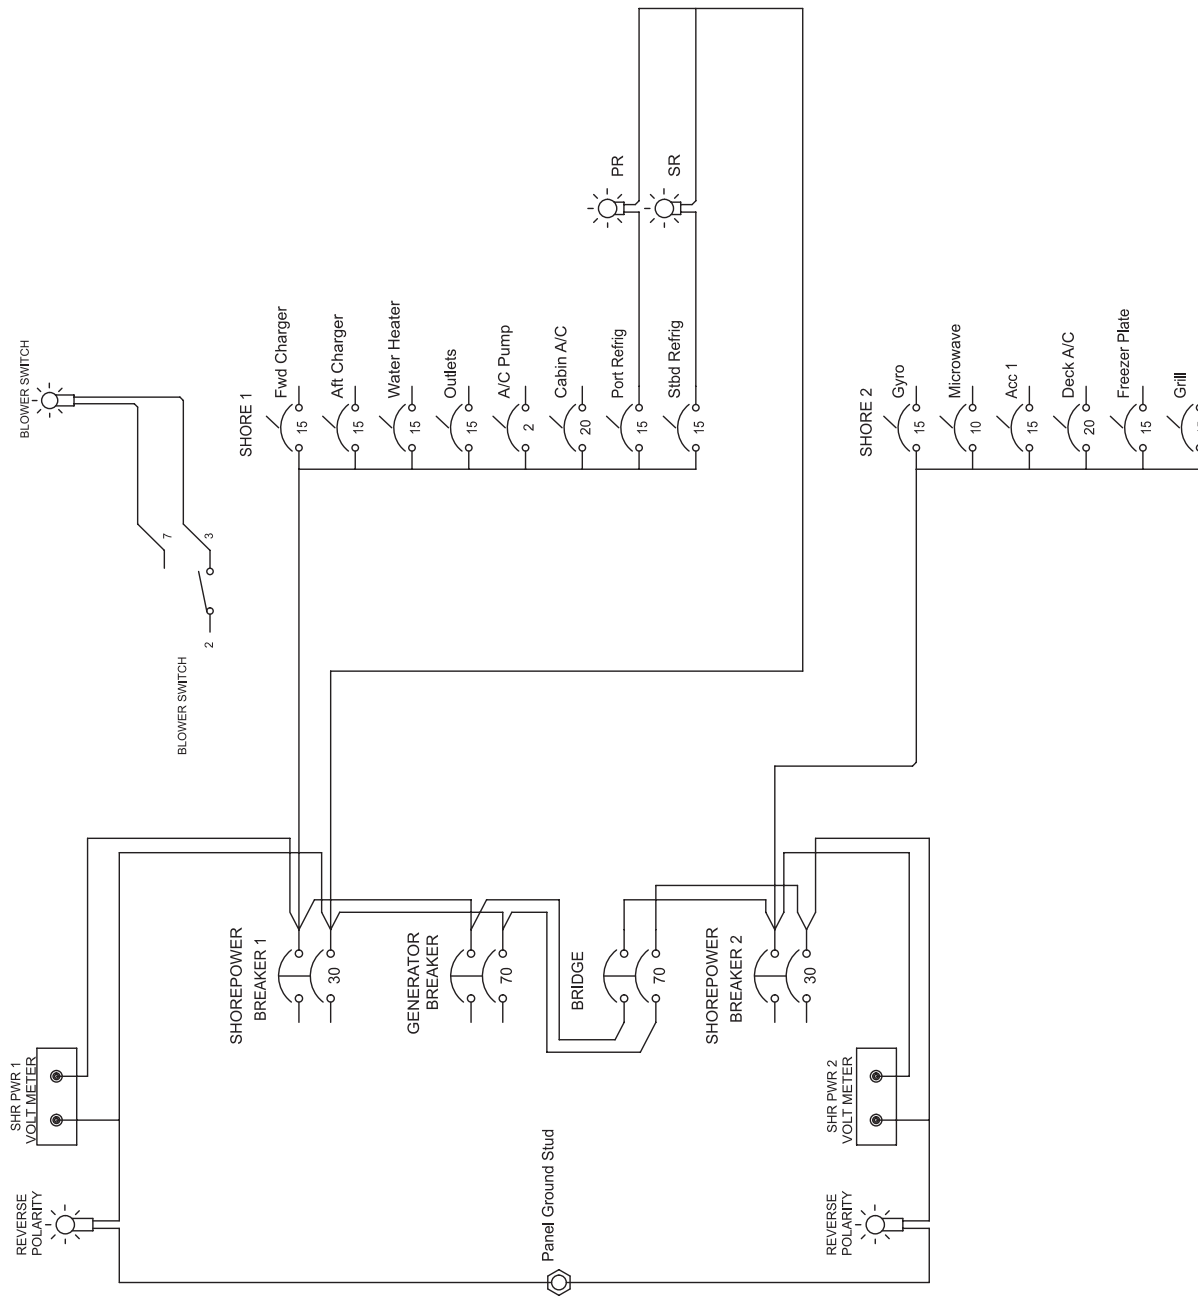 BLOWER SWITCH
7
3
2
BLOWER SWITCH
PR
SR
SHORE 1
15
Fwd Charger
15
Aft Charger
15
Water Heater
15
Outlets
2
A/C Pump
20
Cabin A/C
15
Port Refrig
15
Stbd Refrig
SHORE 2
15
Gyro
10
Microwave
15
Acc 1
20
Deck A/C
15
Freezer Plate
Grill
SHOREPOWER
BREAKER 1
30
GENERATOR
BREAKER
70
BRIDGE
70
SHOREPOWER
BREAKER 2
30
SHR PWR 1
VOLT METER
SHR PWR 2
VOLT METER
REVERSE
POLARITY
Panel Ground Stud
REVERSE
POLARITY